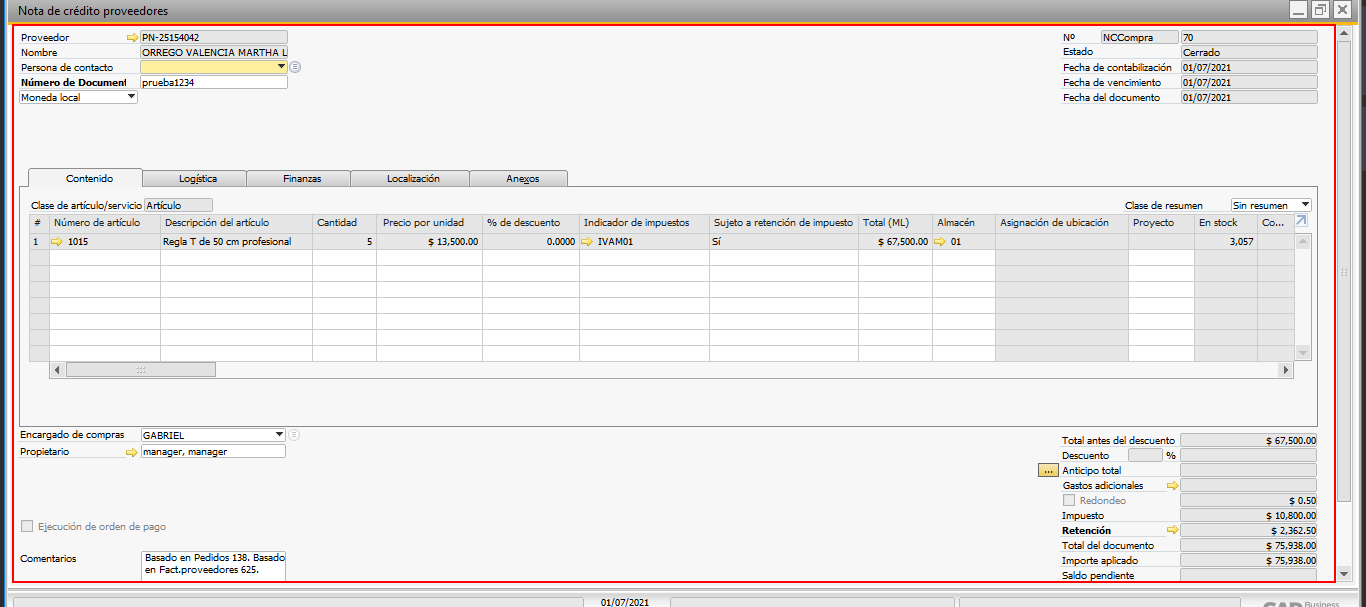 Nota de crédito proveedores
Proveedor PN-25154042
Nombre ORREGO VALENCIA MARTHA L
Persona de contacto
Número de Document prueba1234
Moneda local
Nº NCCompra 70
Estado Cerrado
Fecha de contabilización 01/07/2021
Fecha de vencimiento 01/07/2021
Fecha del documento 01/07/2021
Contenido Logística Finanzas Localización Anexos
Clase de artículo/servicio Artículo Clase de resumen Sin resumen
# Número de artículo Descripción del artículo Cantidad Precio por unidad % de descuento Indicador de impuestos Sujeto a retención de impuesto Total (ML) Almacén Asignación de ubicación Proyecto En stock Co...
1 1015 Regla T de 50 cm profesional 5 $ 13,500.00 0.0000 IVAM01 Sí $ 67,500.00 01 3,057
Encargado de compras GABRIEL
Propietario manager, manager
Ejecución de orden de pago
Comentarios Basado en Pedidos 138. Basado
en Fact.proveedores 625.
Total antes del descuento $ 67,500.00
Descuento %
... Anticipo total
Gastos adicionales
Redondeo $ 0.50
Impuesto $ 10,800.00
Retención $ 2,362.50
Total del documento $ 75,938.00
Importe aplicado $ 75,938.00
Saldo pendiente
01/07/2021
SAP Business